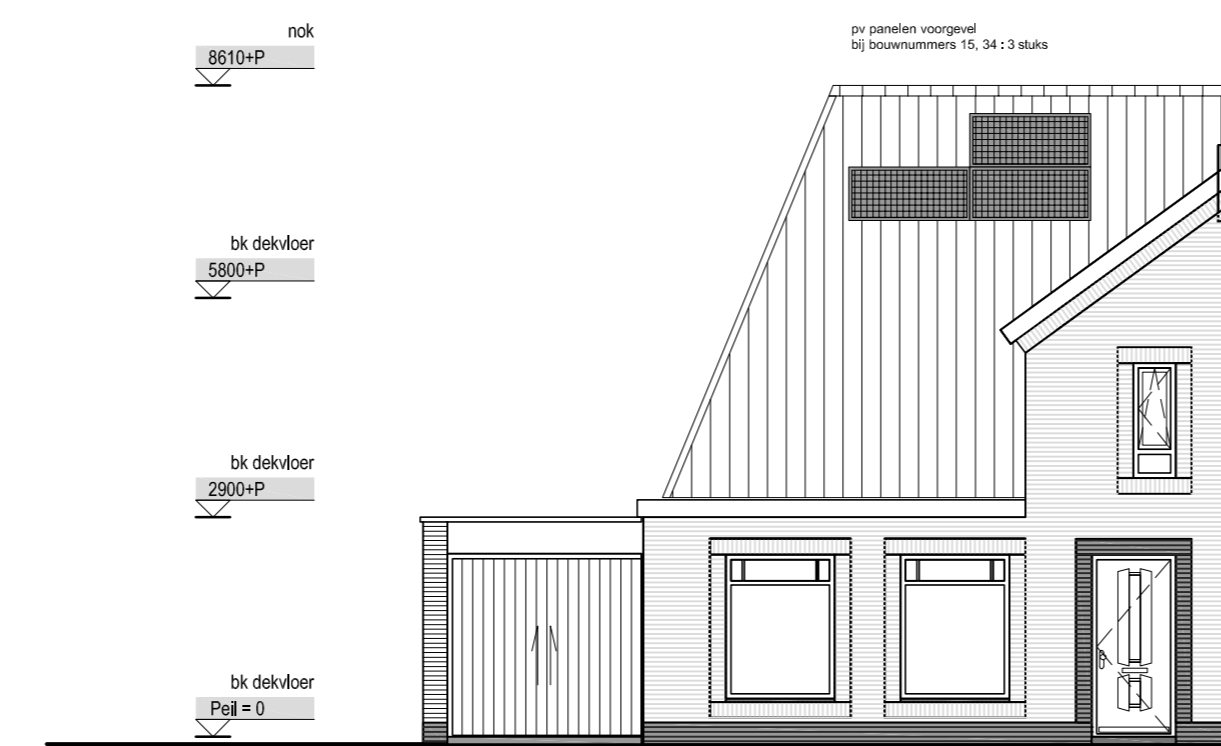 nok
8610+P
pv panelen voorgevel
bij bouwnummers 15, 34 : 3 stuks
bk dekvloer
5800+P
bk dekvloer
2900+P
bk dekvloer
Peil = 0